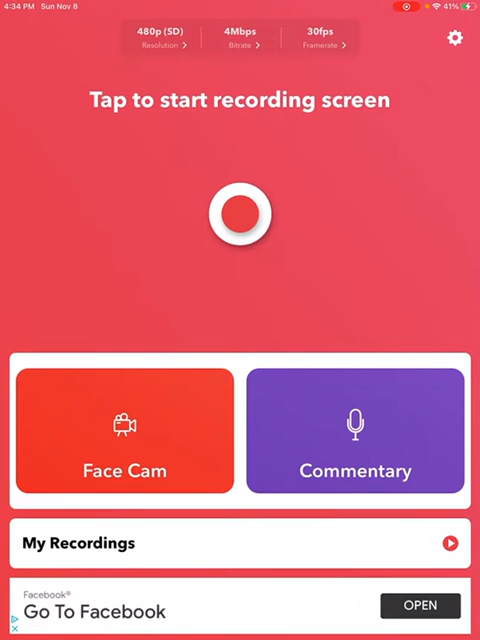 4:34 PM Sun Nov 8 41%
480p (SD) 4Mbps 30fps
Resolution Bitrate Framerate
Tap to start recording screen
Face Cam Commentary
My Recordings
Facebook®
Go To Facebook OPEN